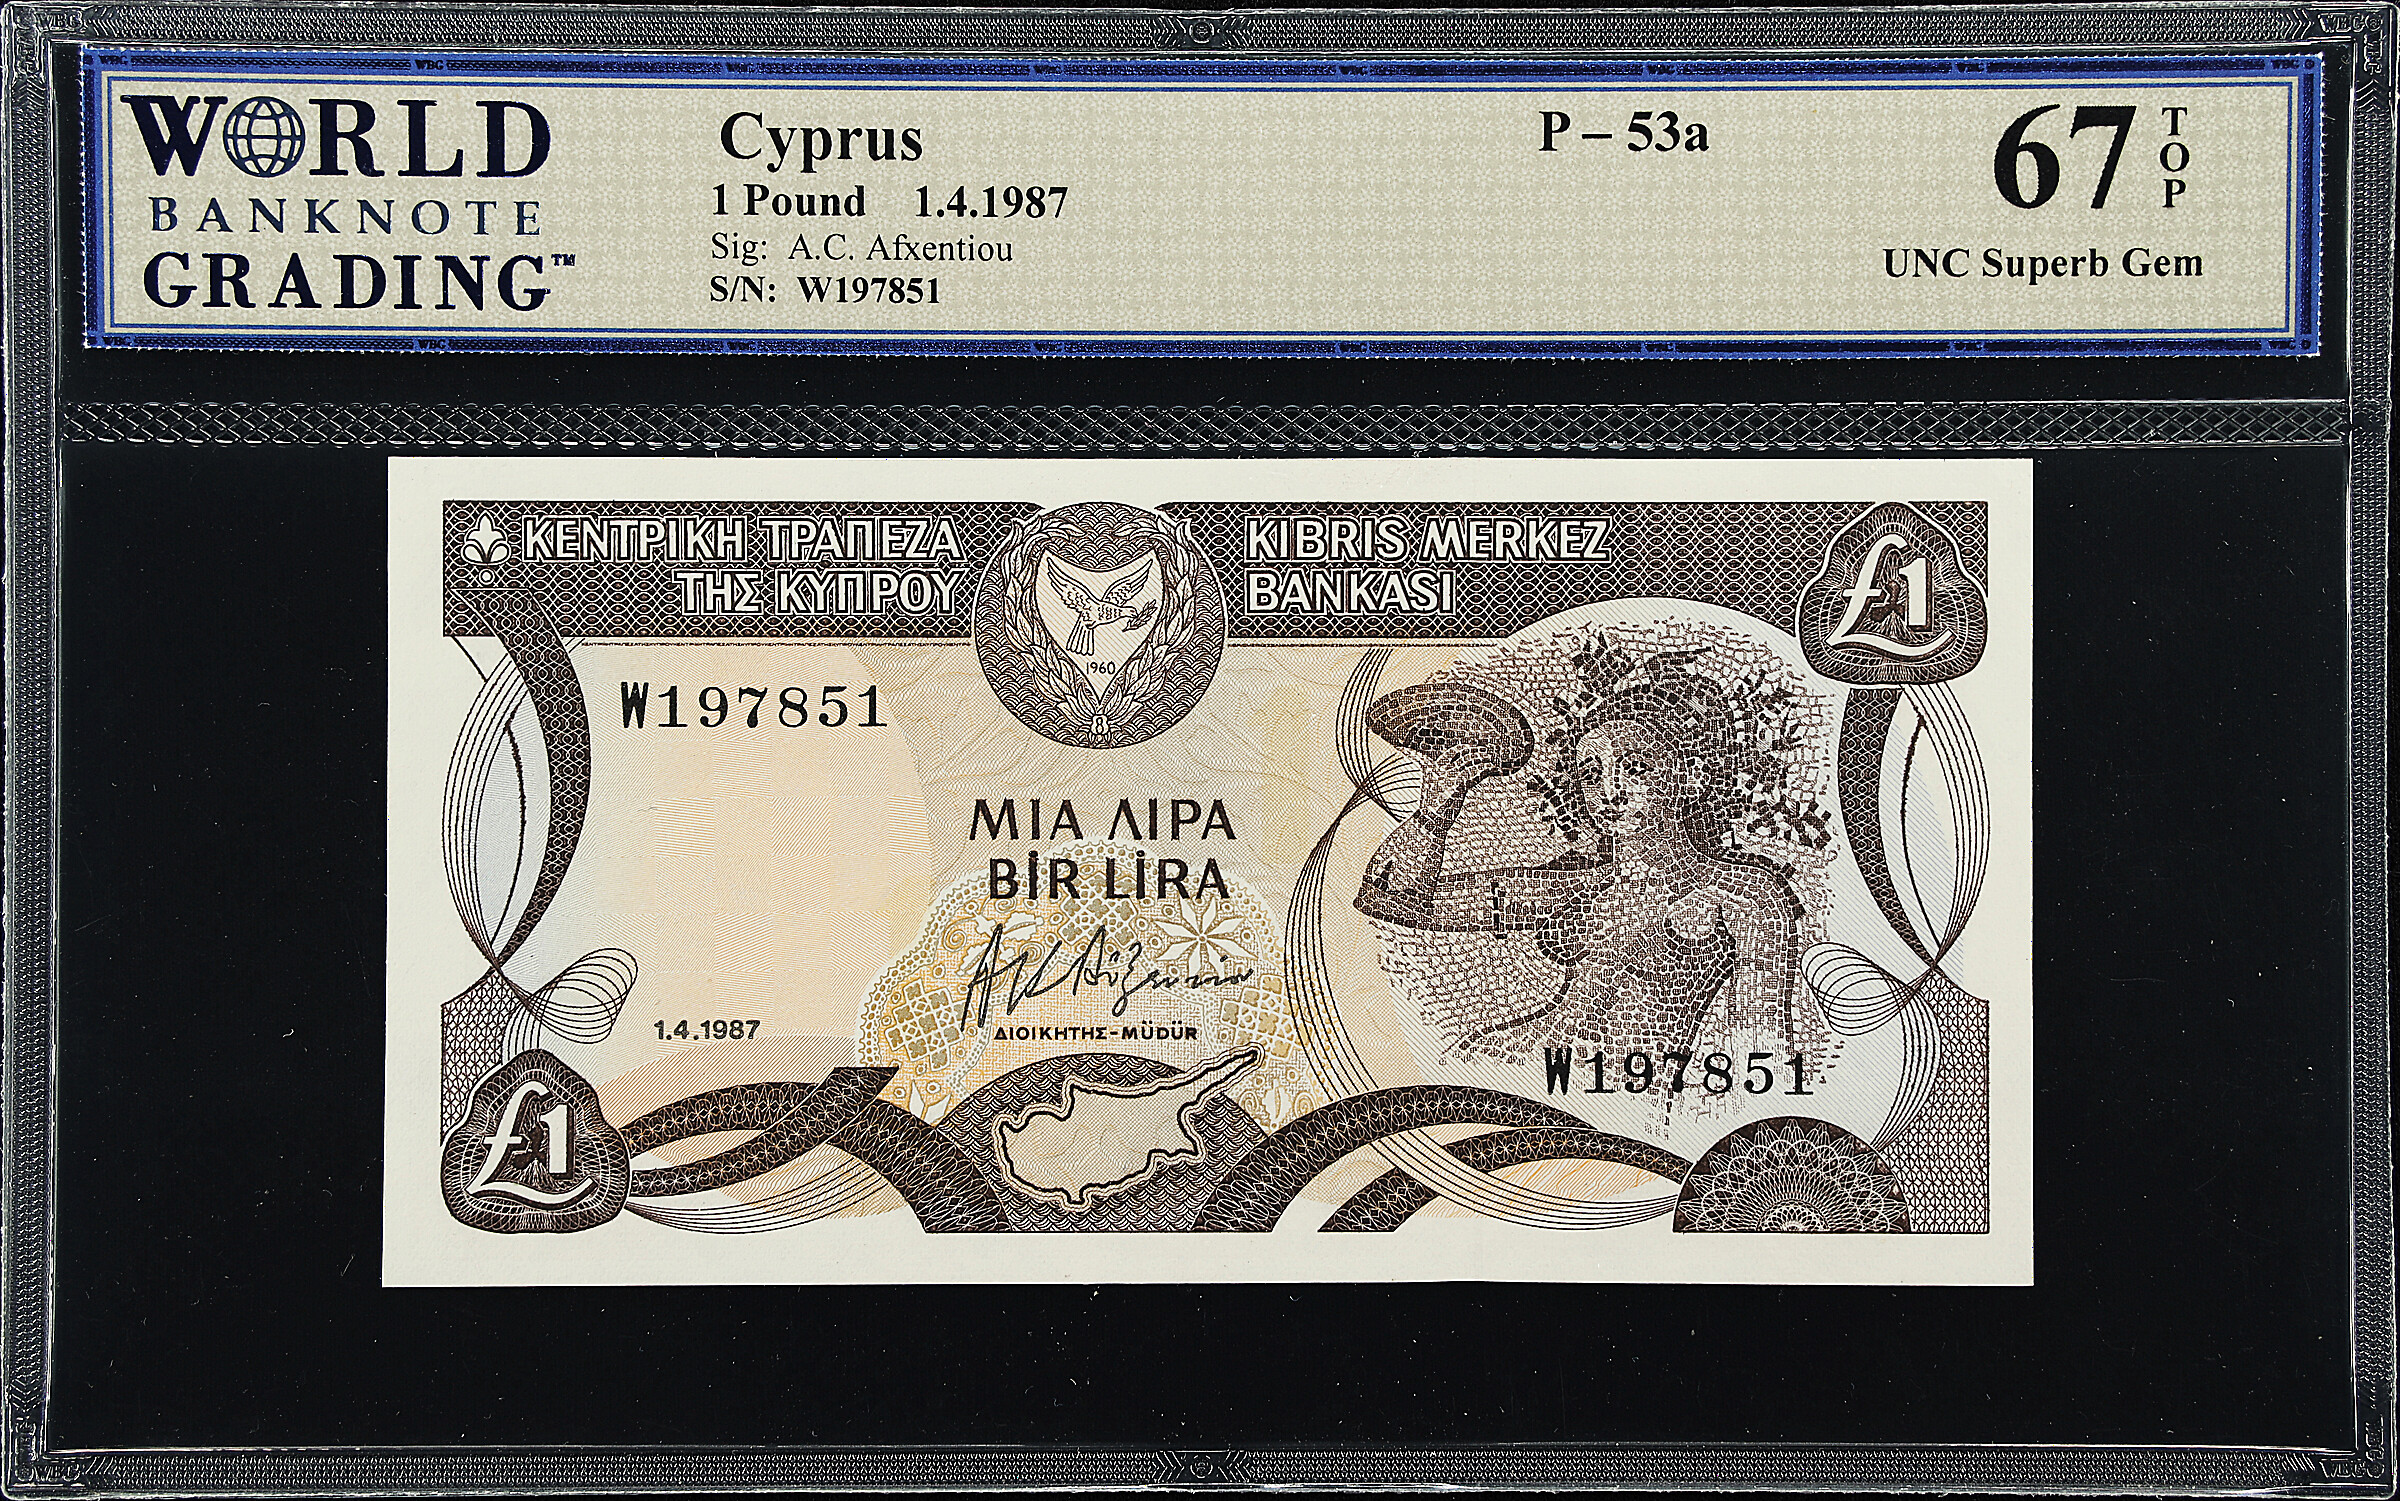 WORLD
BANKNOTE
GRADING™
Cyprus
1 Pound 1.4.1987
Sig: A.C. Afxentiou
S/N: W197851
P – 53a
67 TOP
UNC Superb Gem
ΚΕΝΤΡΙΚΗ ΤΡΑΠΕΖΑ
ΤΗΣ ΚΥΠΡΟΥ
KIBRIS MERKEZ
BANKASI
£1
1960
W197851
ΜΙΑ ΛΙΡΑ
BİR LİRA
1.4.1987
ΔΙΟΙΚΗΤΗΣ-MÜDÜR
W197851
£1